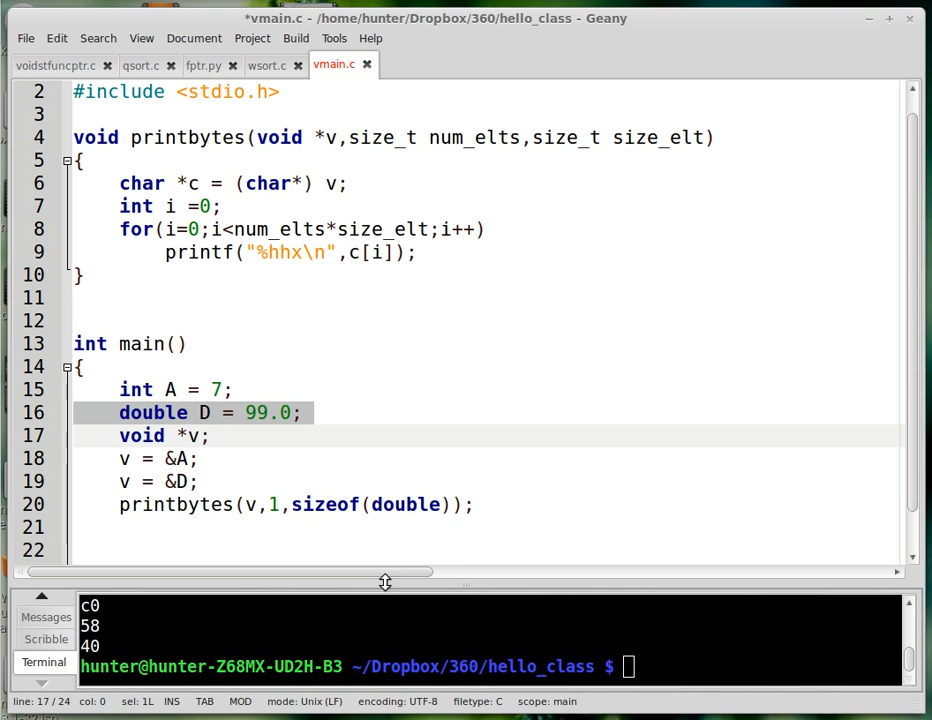 *vmain.c - /home/hunter/Dropbox/360/hello_class - Geany
File Edit Search View Document Project Build Tools Help
voidstfuncptr.c qsort.c fptr.py wsort.c vmain.c
2 #include <stdio.h>
3
4 void printbytes(void *v,size_t num_elts,size_t size_elt)
5 {
6 char *c = (char*) v;
7 int i =0;
8 for(i=0;i<num_elts*size_elt;i++)
9 printf("%hhx\n",c[i]);
10 }
11
12
13 int main()
14 {
15 int A = 7;
16 double D = 99.0;
17 void *v;
18 v = &A;
19 v = &D;
20 printbytes(v,1,sizeof(double));
21
22
Messages
Scribble
Terminal
c0
58
40
hunter@hunter-Z68MX-UD2H-B3 ~/Dropbox/360/hello_class $
line: 17 / 24 col: 0 sel: 1L INS TAB MOD mode: Unix (LF) encoding: UTF-8 filetype: C scope: main